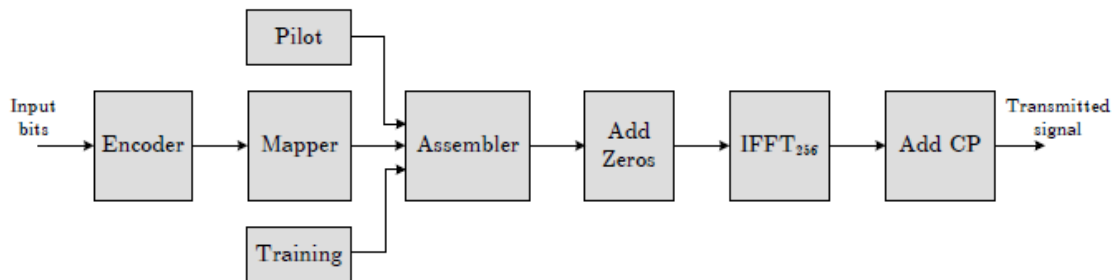 Pilot
Input
bits
Encoder
Mapper
Assembler
Add
Zeros
IFFT₂₅₆
Add CP
Transmitted
signal
Training